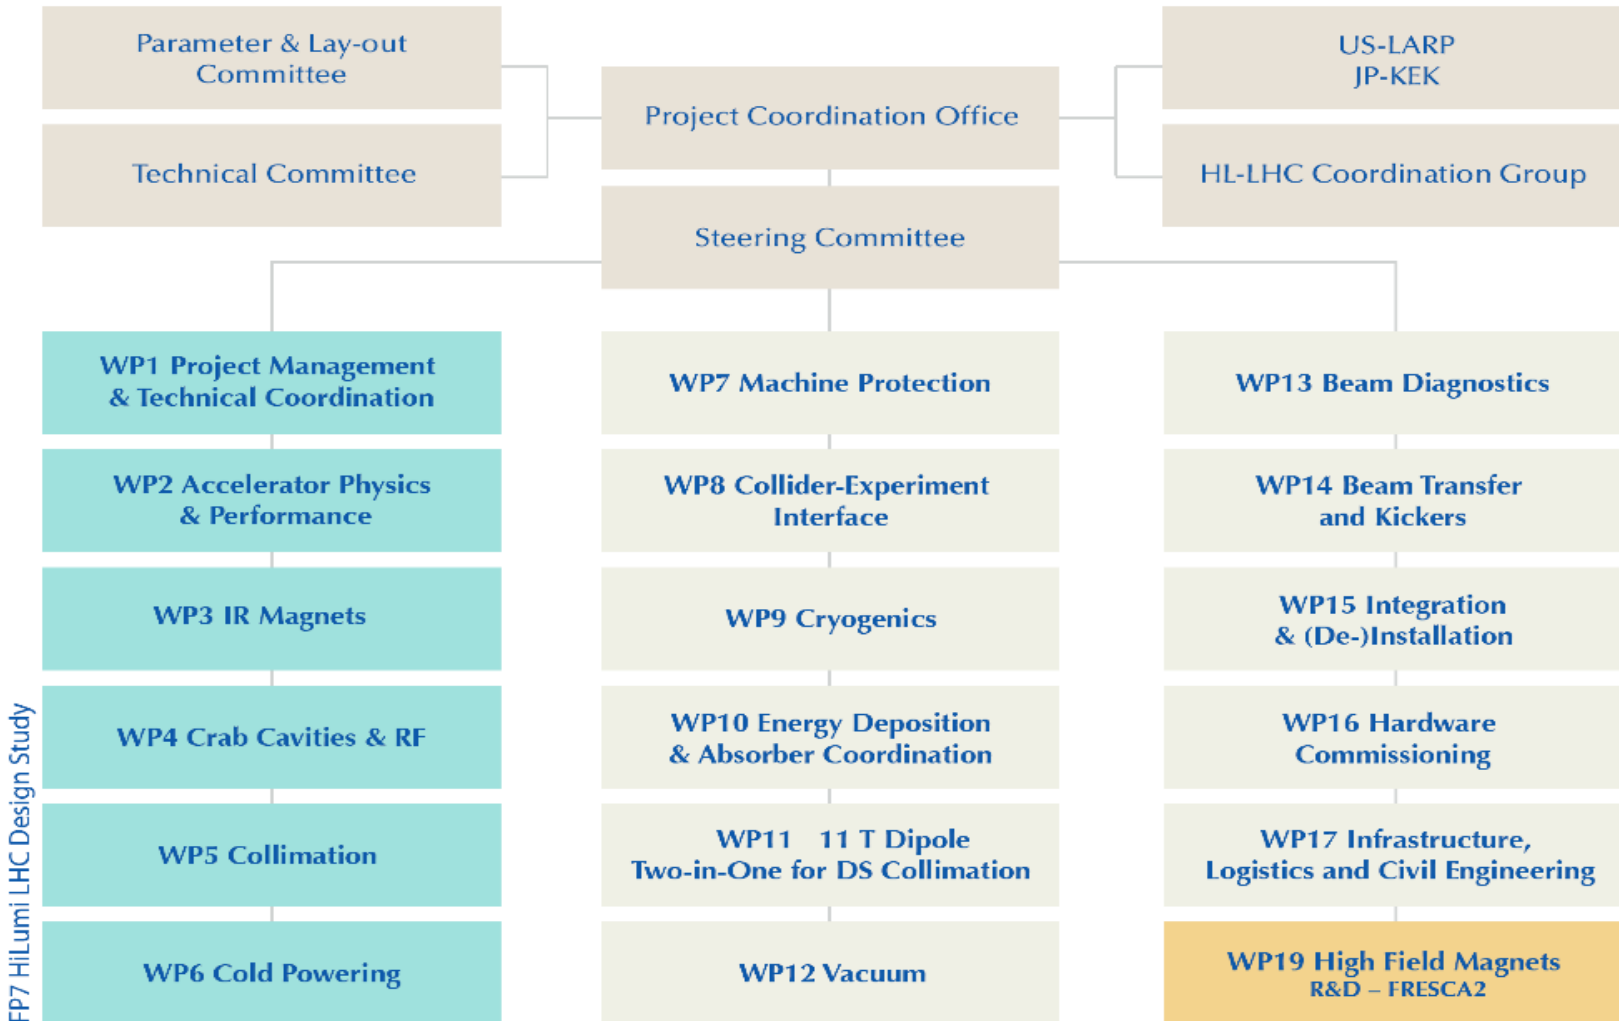 Parameter & Lay-out
Committee
Technical Committee
Project Coordination Office
Steering Committee
US-LARP
JP-KEK
HL-LHC Coordination Group
FP7 HiLumi LHC Design Study
WP1 Project Management
& Technical Coordination
WP2 Accelerator Physics
& Performance
WP3 IR Magnets
WP4 Crab Cavities & RF
WP5 Collimation
WP6 Cold Powering
WP7 Machine Protection
WP8 Collider-Experiment
Interface
WP9 Cryogenics
WP10 Energy Deposition
& Absorber Coordination
WP11 11 T Dipole
Two-in-One for DS Collimation
WP12 Vacuum
WP13 Beam Diagnostics
WP14 Beam Transfer
and Kickers
WP15 Integration
& (De-)Installation
WP16 Hardware
Commissioning
WP17 Infrastructure,
Logistics and Civil Engineering
WP19 High Field Magnets
R&D – FRESCA2